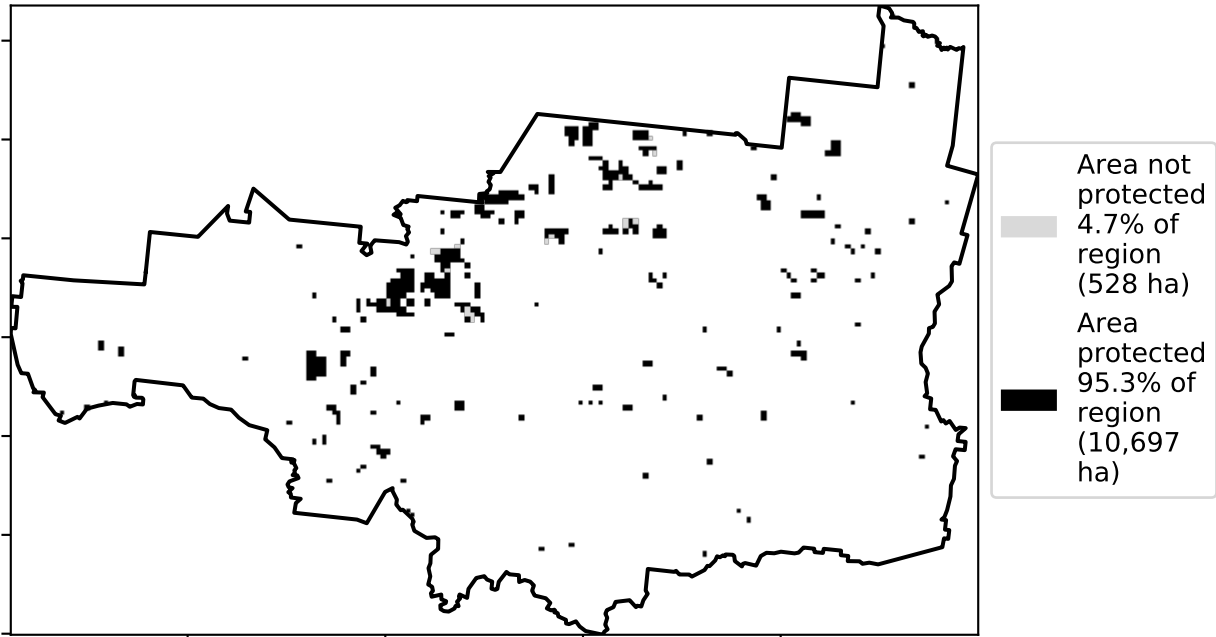 Area not
protected
4.7% of
region
(528 ha)
Area
protected
95.3% of
region
(10,697
ha)